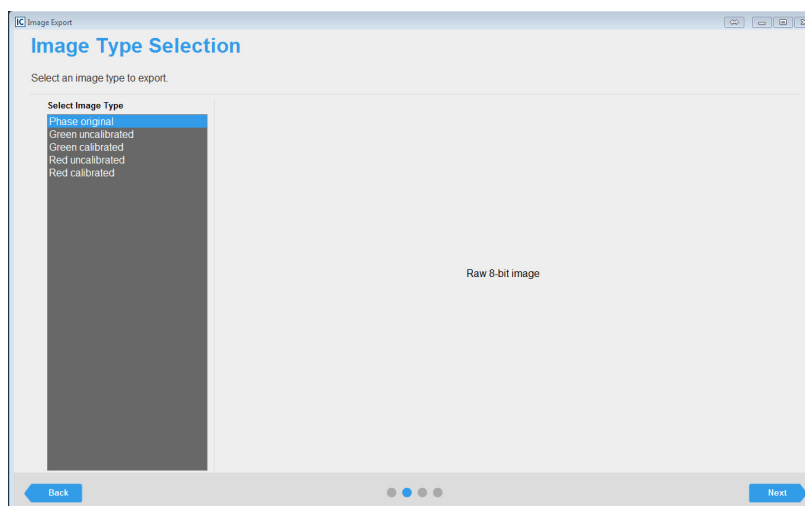 IC Image Export
Image Type Selection
Select an image type to export.
Select Image Type
Phase original
Green uncalibrated
Green calibrated
Red uncalibrated
Red calibrated
Raw 8-bit image
Back
Next